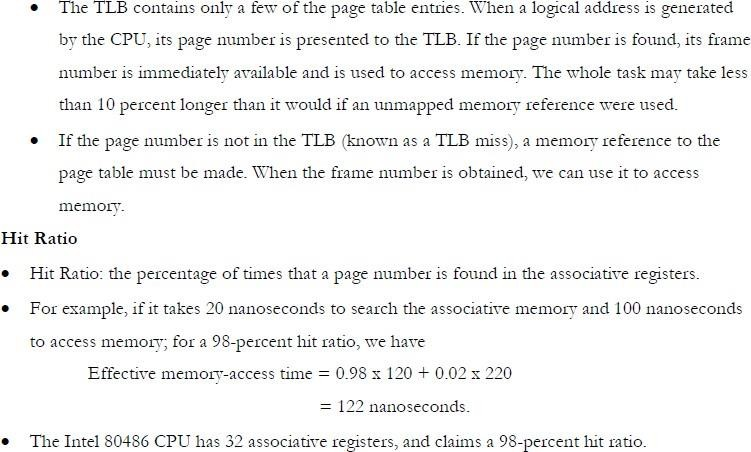 • The TLB contains only a few of the page table entries. When a logical address is generated
by the CPU, its page number is presented to the TLB. If the page number is found, its frame
number is immediately available and is used to access memory. The whole task may take less
than 10 percent longer than it would if an unmapped memory reference were used.
• If the page number is not in the TLB (known as a TLB miss), a memory reference to the
page table must be made. When the frame number is obtained, we can use it to access
memory.
Hit Ratio
• Hit Ratio: the percentage of times that a page number is found in the associative registers.
• For example, if it takes 20 nanoseconds to search the associative memory and 100 nanoseconds
to access memory; for a 98-percent hit ratio, we have
Effective memory-access time = 0.98 x 120 + 0.02 x 220
= 122 nanoseconds.
• The Intel 80486 CPU has 32 associative registers, and claims a 98-percent hit ratio.